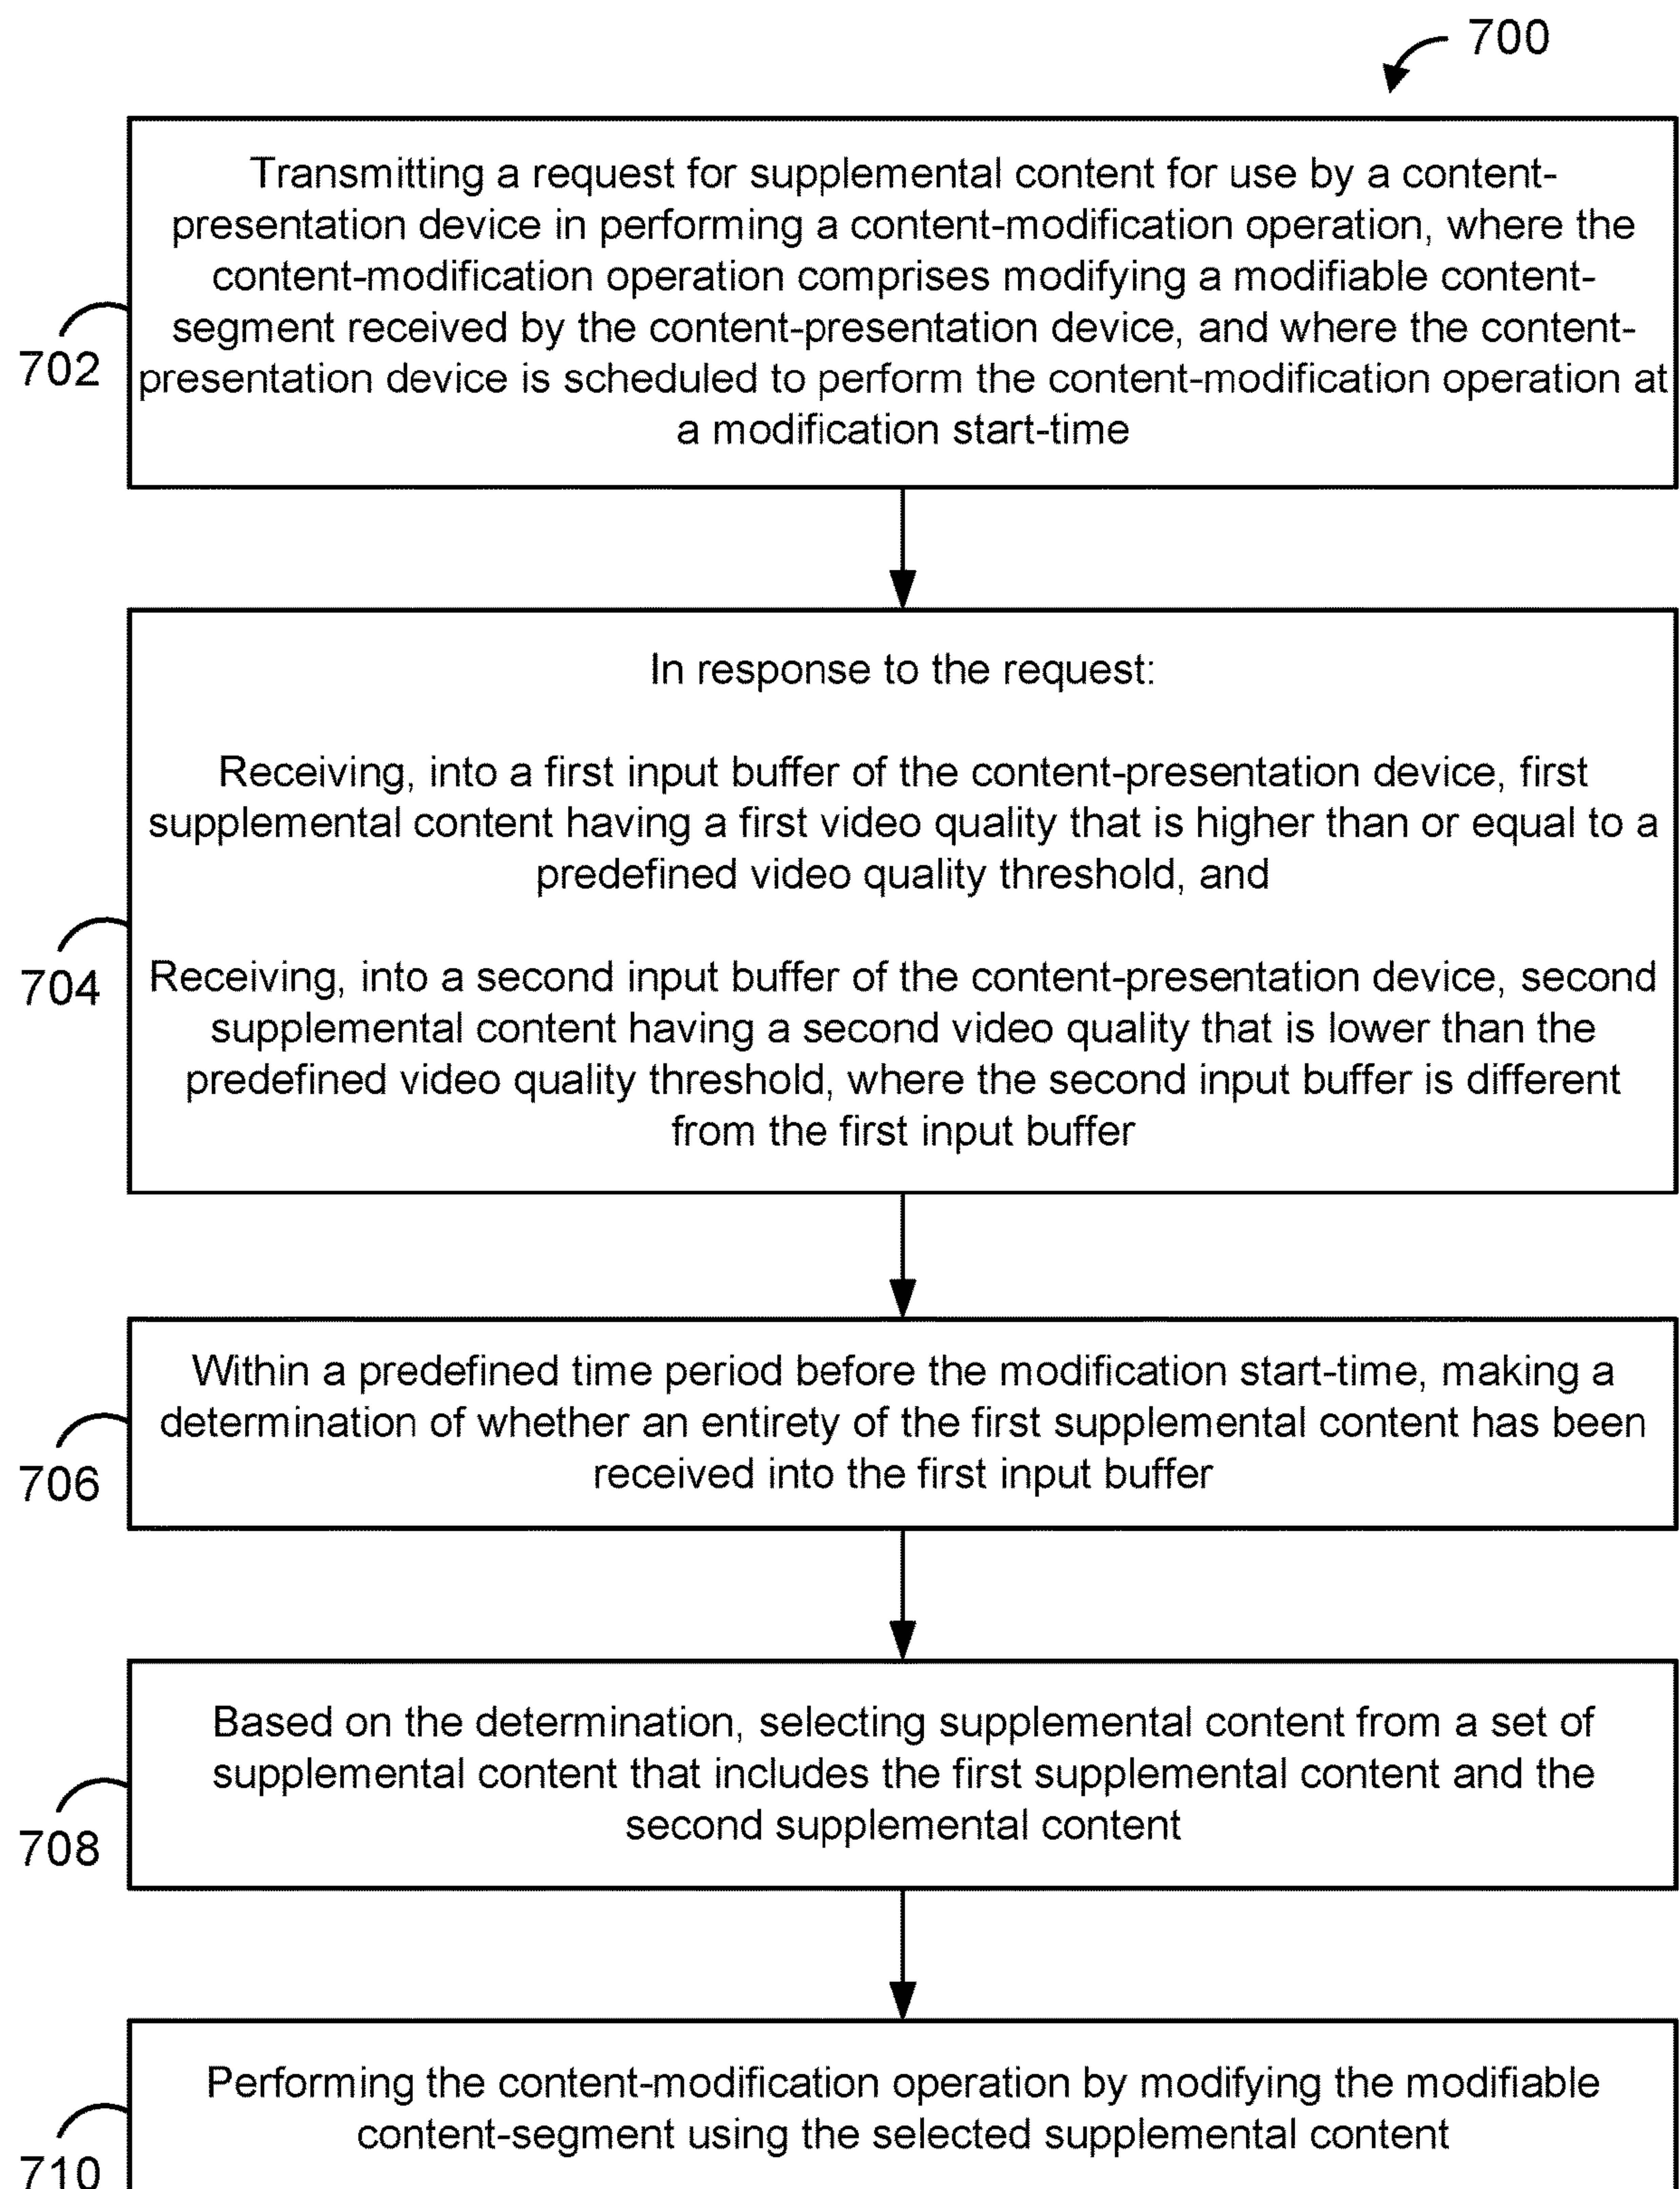 700
Transmitting a request for supplemental content for use by a content-
presentation device in performing a content-modification operation, where the
content-modification operation comprises modifying a modifiable content-
segment received by the content-presentation device, and where the content-
presentation device is scheduled to perform the content-modification operation at
a modification start-time
702
In response to the request:
Receiving, into a first input buffer of the content-presentation device, first
supplemental content having a first video quality that is higher than or equal to a
predefined video quality threshold, and
Receiving, into a second input buffer of the content-presentation device, second
supplemental content having a second video quality that is lower than the
predefined video quality threshold, where the second input buffer is different
from the first input buffer
704
Within a predefined time period before the modification start-time, making a
determination of whether an entirety of the first supplemental content has been
received into the first input buffer
706
Based on the determination, selecting supplemental content from a set of
supplemental content that includes the first supplemental content and the
second supplemental content
708
Performing the content-modification operation by modifying the modifiable
content-segment using the selected supplemental content
710